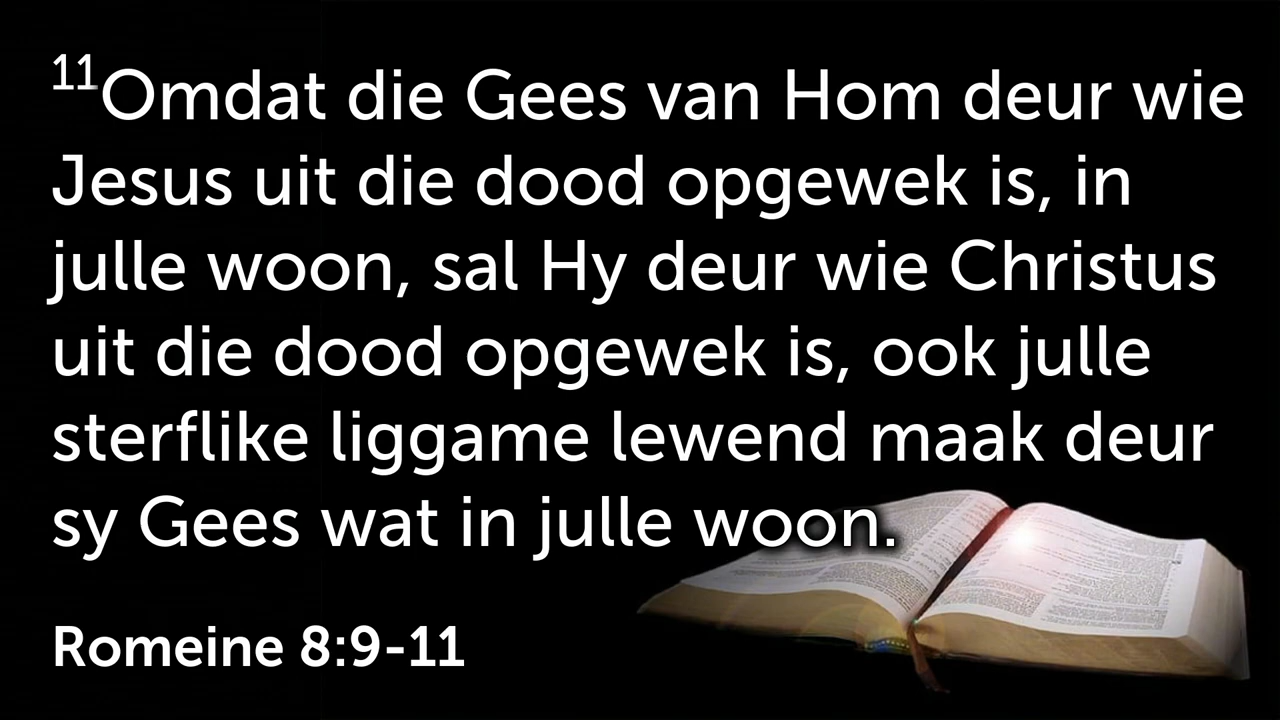 11Omdat die Gees van Hom deur wie
Jesus uit die dood opgewek is, in
julle woon, sal Hy deur wie Christus
uit die dood opgewek is, ook julle
sterflike liggame lewend maak deur
sy Gees wat in julle woon.
Romeine 8:9-11